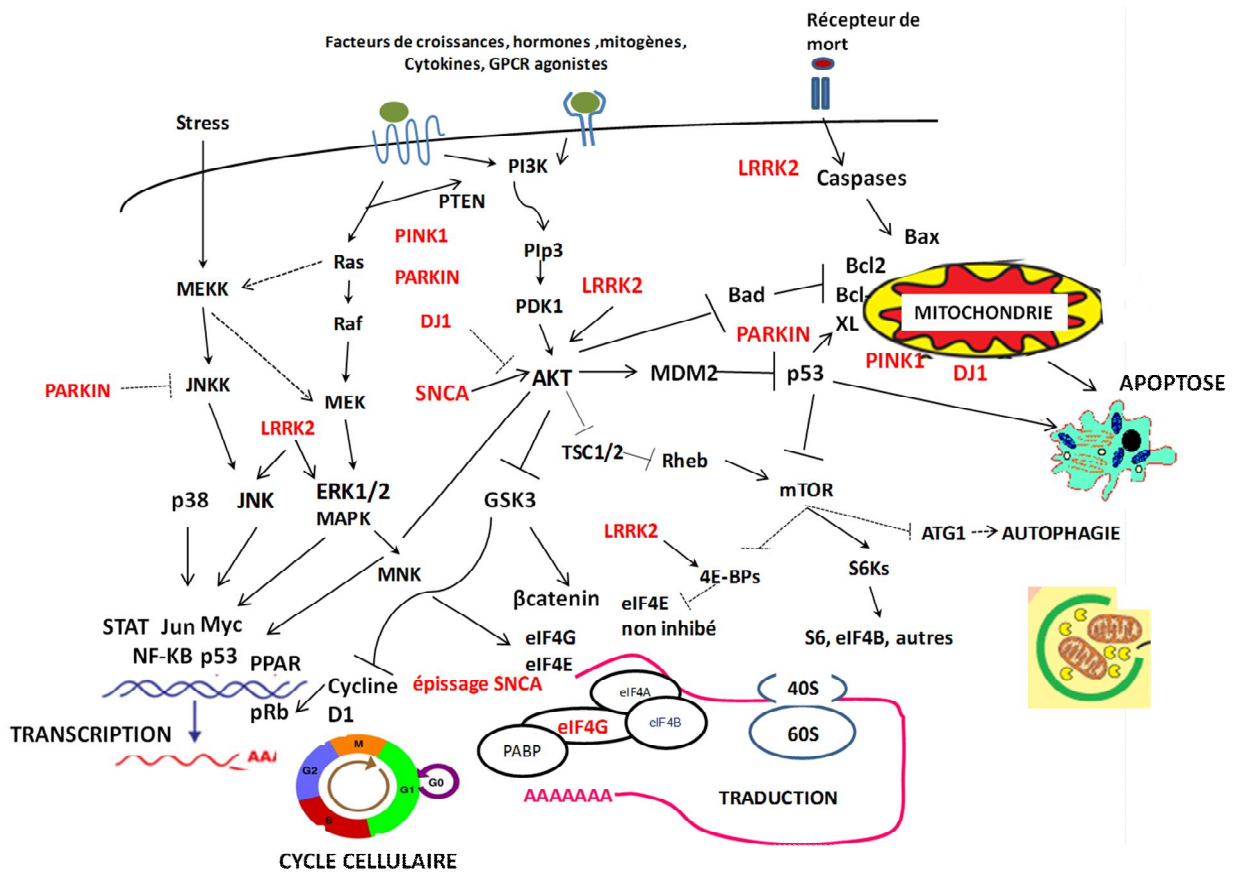 Facteurs de croissances, hormones ,mitogènes,
Cytokines, GPCR agonistes
Récepteur de
mort
Stress
PI3K
LRRK2
Caspases
PTEN
PINK1
Bax
Ras
PIp3
MEKK
PARKIN
LRRK2
Bcl2
Bad
Bcl-
XL
MITOCHONDRIE
PDK1
Raf
DJ1
PARKIN
PINK1
DJ1
PARKIN
JNKK
MEK
SNCA
AKT
MDM2
p53
APOPTOSE
LRRK2
TSC1/2
Rheb
p38
JNK
ERK1/2
MAPK
GSK3
mTOR
LRRK2
ATG1
AUTOPHAGIE
MNK
4E-BPs
S6Ks
βcatenin
eIF4E
non inhibé
STAT Jun Myc
NF-KB p53
PPAR
eIF4G
eIF4E
S6, eIF4B, autres
pRb
Cycline
D1
épissage SNCA
eIF4A
40S
TRANSCRIPTION
eIF4G
eIF4B
60S
PABP
AA
M
G2
G1
G0
S
AAAAAAA
TRADUCTION
CYCLE CELLULAIRE